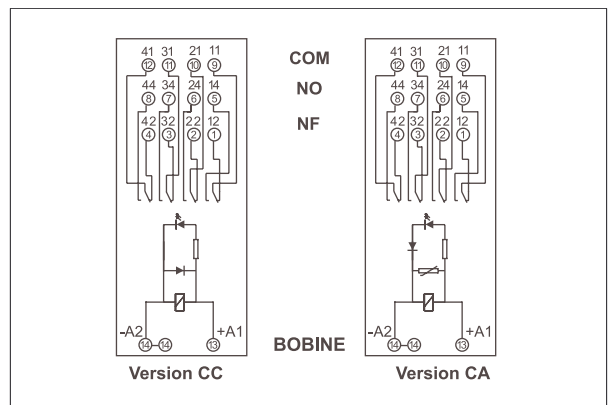 41 31 21 11
12 11 10 9
44 34 24 14
8 7 6 5
42 32 22 12
4 3 2 1
-A2 +A1
14 14 13
Version CC
COM
NO
NF
BOBINE
41 31 21 11
12 11 10 9
44 34 24 14
8 7 6 5
42 32 22 12
4 3 2 1
-A2 +A1
14 14 13
Version CA